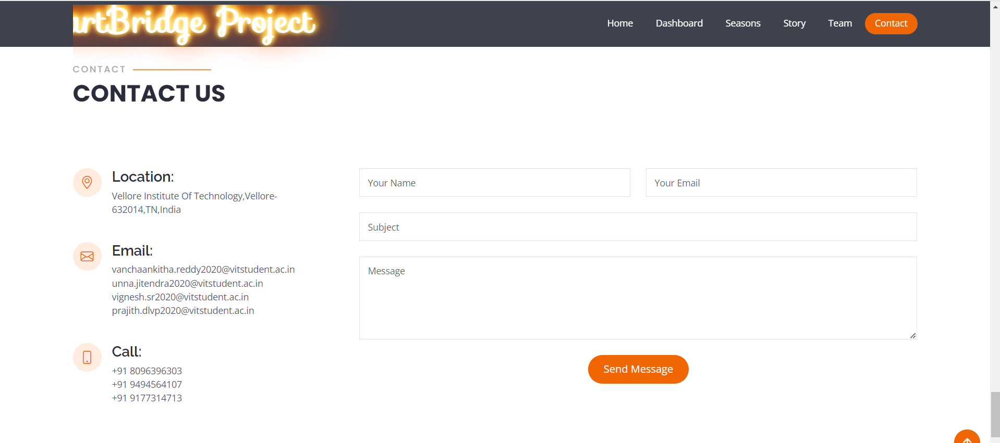 artBridge Project
Home Dashboard Seasons Story Team Contact
CONTACT
CONTACT US
Location:
Vellore Institute Of Technology,Vellore-
632014,TN,India
Email:
vanchaankitha.reddy2020@vitstudent.ac.in
unna.jitendra2020@vitstudent.ac.in
vignesh.sr2020@vitstudent.ac.in
prajith.dlvp2020@vitstudent.ac.in
Call:
+91 8096396303
+91 9494564107
+91 9177314713
Your Name
Your Email
Subject
Message
Send Message